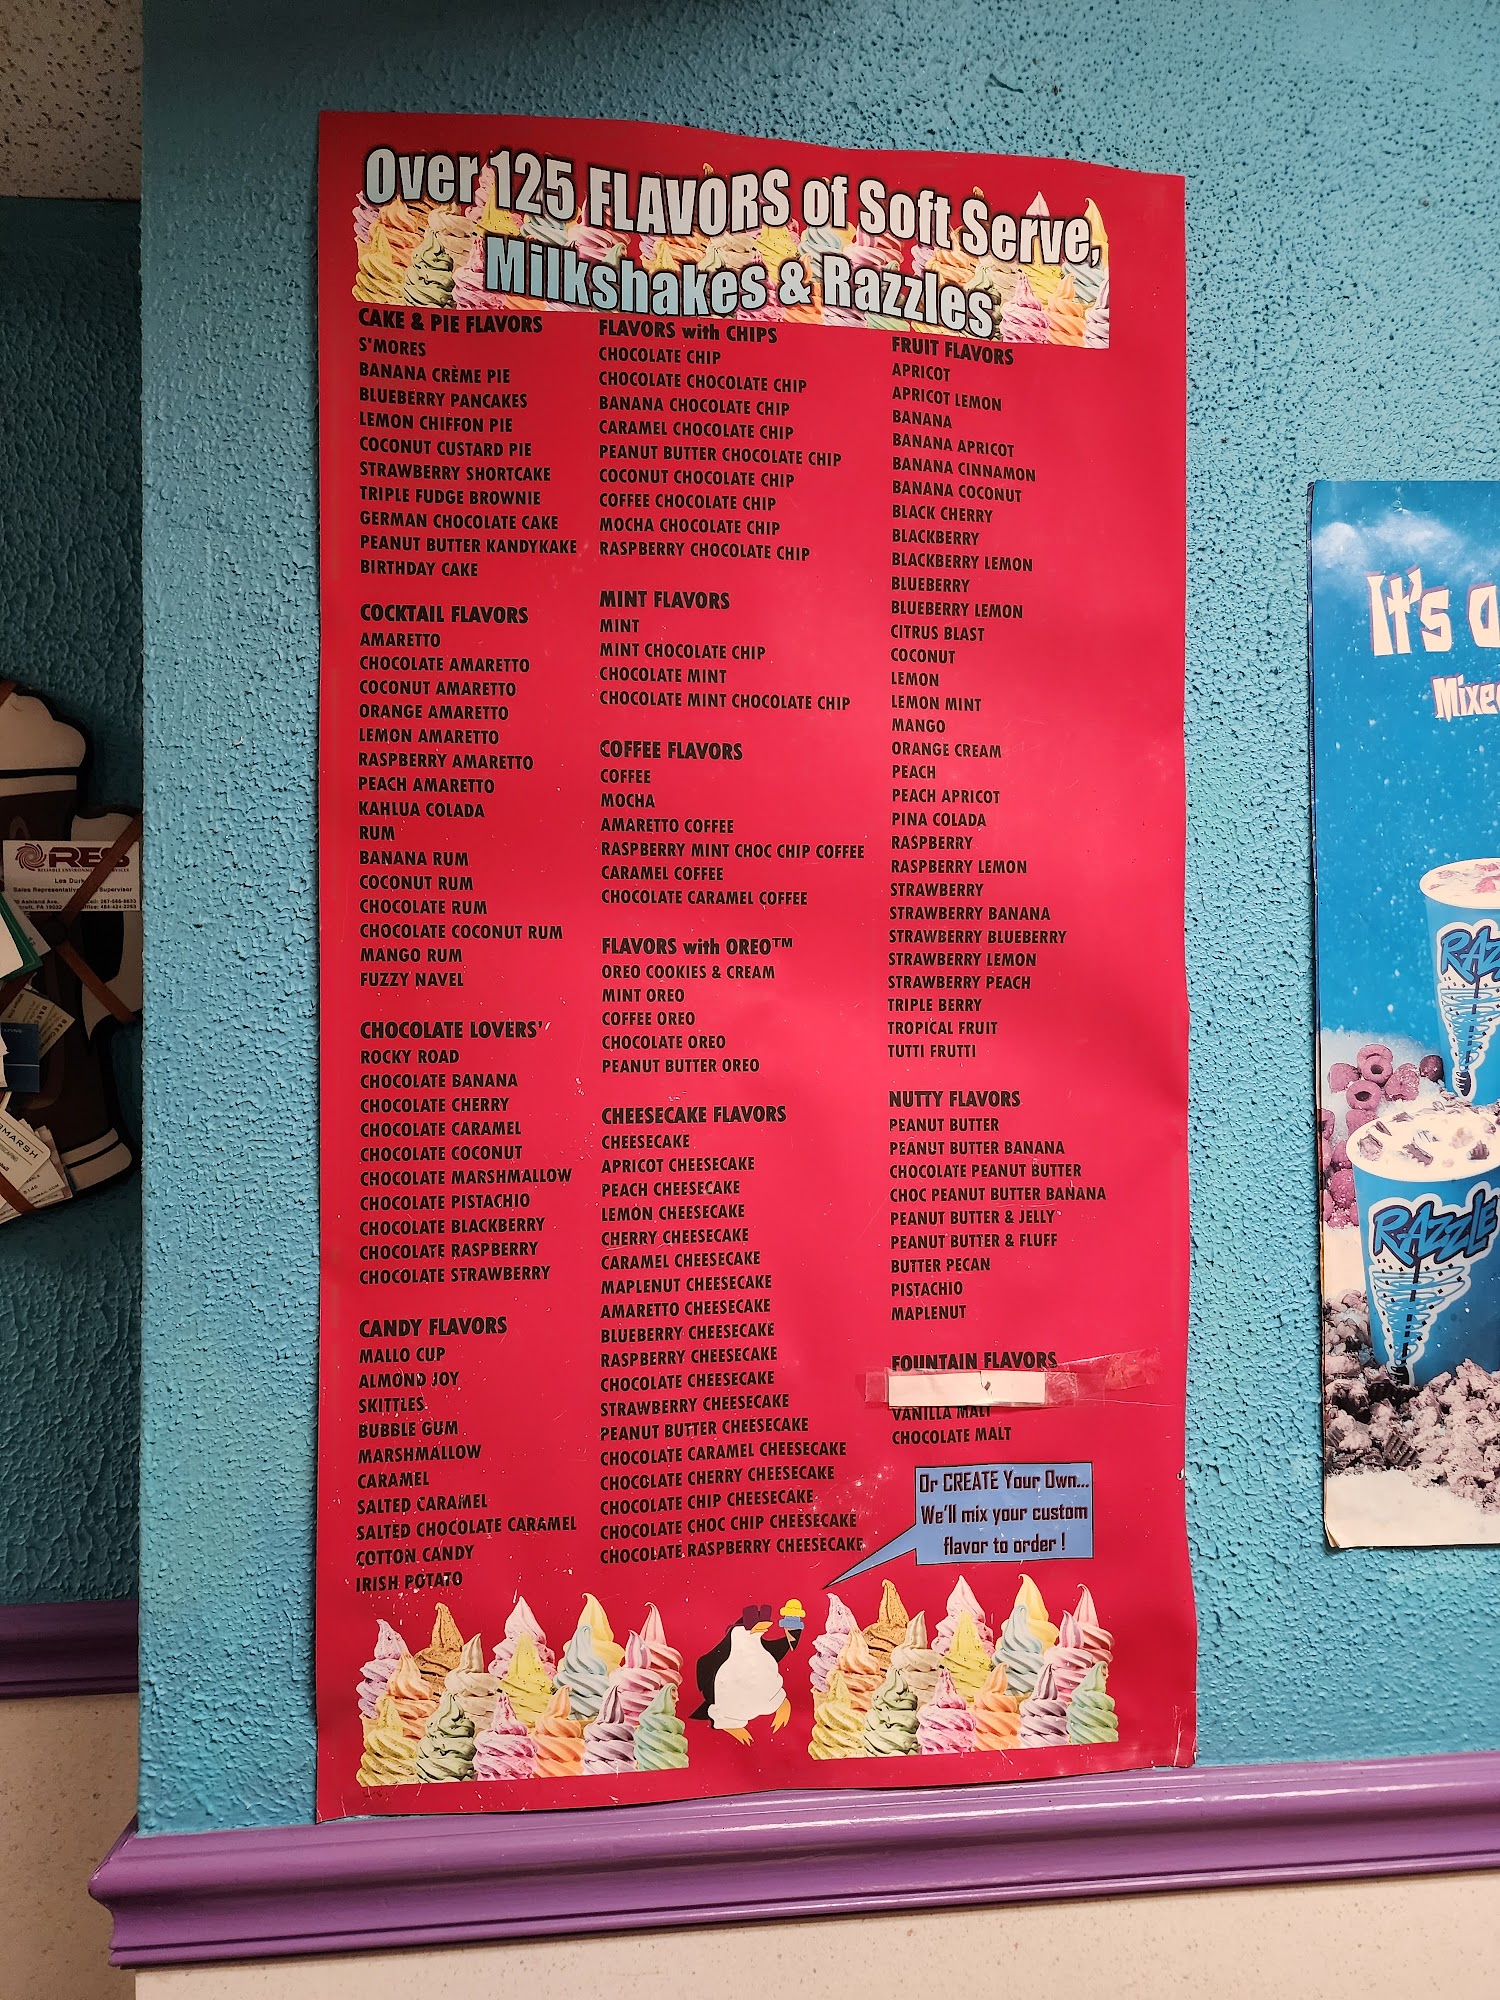 Over 125 FLAVORS of Soft Serve,
Milkshakes & Razzles
CAKE & PIE FLAVORS
S'MORES
BANANA CRÈME PIE
BLUEBERRY PANCAKES
LEMON CHIFFON PIE
COCONUT CUSTARD PIE
STRAWBERRY SHORTCAKE
TRIPLE FUDGE BROWNIE
GERMAN CHOCOLATE CAKE
PEANUT BUTTER KANDYKAKE
BIRTHDAY CAKE
COCKTAIL FLAVORS
AMARETTO
CHOCOLATE AMARETTO
COCONUT AMARETTO
ORANGE AMARETTO
LEMON AMARETTO
RASPBERRY AMARETTO
PEACH AMARETTO
KAHLUA COLADA
RUM
BANANA RUM
COCONUT RUM
CHOCOLATE RUM
CHOCOLATE COCONUT RUM
MANGO RUM
FUZZY NAVEL
CHOCOLATE LOVERS'
ROCKY ROAD
CHOCOLATE BANANA
CHOCOLATE CHERRY
CHOCOLATE CARAMEL
CHOCOLATE COCONUT
CHOCOLATE MARSHMALLOW
CHOCOLATE PISTACHIO
CHOCOLATE BLACKBERRY
CHOCOLATE RASPBERRY
CHOCOLATE STRAWBERRY
CANDY FLAVORS
MALLO CUP
ALMOND JOY
SKITTLES
BUBBLE GUM
MARSHMALLOW
CARAMEL
SALTED CARAMEL
SALTED CHOCOLATE CARAMEL
COTTON CANDY
IRISH POTATO
FLAVORS with CHIPS
CHOCOLATE CHIP
CHOCOLATE CHOCOLATE CHIP
BANANA CHOCOLATE CHIP
CARAMEL CHOCOLATE CHIP
PEANUT BUTTER CHOCOLATE CHIP
COCONUT CHOCOLATE CHIP
COFFEE CHOCOLATE CHIP
MOCHA CHOCOLATE CHIP
RASPBERRY CHOCOLATE CHIP
MINT FLAVORS
MINT
MINT CHOCOLATE CHIP
CHOCOLATE MINT
CHOCOLATE MINT CHOCOLATE CHIP
COFFEE FLAVORS
COFFEE
MOCHA
AMARETTO COFFEE
RASPBERRY MINT CHOC CHIP COFFEE
CARAMEL COFFEE
CHOCOLATE CARAMEL COFFEE
FLAVORS with OREO™
OREO COOKIES & CREAM
MINT OREO
COFFEE OREO
CHOCOLATE OREO
PEANUT BUTTER OREO
CHEESECAKE FLAVORS
CHEESECAKE
APRICOT CHEESECAKE
PEACH CHEESECAKE
LEMON CHEESECAKE
CHERRY CHEESECAKE
CARAMEL CHEESECAKE
MAPLENUT CHEESECAKE
AMARETTO CHEESECAKE
BLUEBERRY CHEESECAKE
RASPBERRY CHEESECAKE
CHOCOLATE CHEESECAKE
STRAWBERRY CHEESECAKE
PEANUT BUTTER CHEESECAKE
CHOCOLATE CARAMEL CHEESECAKE
CHOCOLATE CHERRY CHEESECAKE
CHOCOLATE CHIP CHEESECAKE
CHOCOLATE CHOC CHIP CHEESECAKE
CHOCOLATE RASPBERRY CHEESECAKE
FRUIT FLAVORS
APRICOT
APRICOT LEMON
BANANA
BANANA APRICOT
BANANA CINNAMON
BANANA COCONUT
BLACK CHERRY
BLACKBERRY
BLACKBERRY LEMON
BLUEBERRY
BLUEBERRY LEMON
CITRUS BLAST
COCONUT
LEMON
LEMON MINT
MANGO
ORANGE CREAM
PEACH
PEACH APRICOT
PINA COLADA
RASPBERRY
RASPBERRY LEMON
STRAWBERRY
STRAWBERRY BANANA
STRAWBERRY BLUEBERRY
STRAWBERRY LEMON
STRAWBERRY PEACH
TRIPLE BERRY
TROPICAL FRUIT
TUTTI FRUTTI
NUTTY FLAVORS
PEANUT BUTTER
PEANUT BUTTER BANANA
CHOCOLATE PEANUT BUTTER
CHOC PEANUT BUTTER BANANA
PEANUT BUTTER & JELLY
PEANUT BUTTER & FLUFF
BUTTER PECAN
PISTACHIO
MAPLENUT
FOUNTAIN FLAVORS
VANILLA MALT
CHOCOLATE MALT
Or CREATE Your Own...
We'll mix your custom
flavor to order !
It's
RAZZLE
RES
Sales Representative